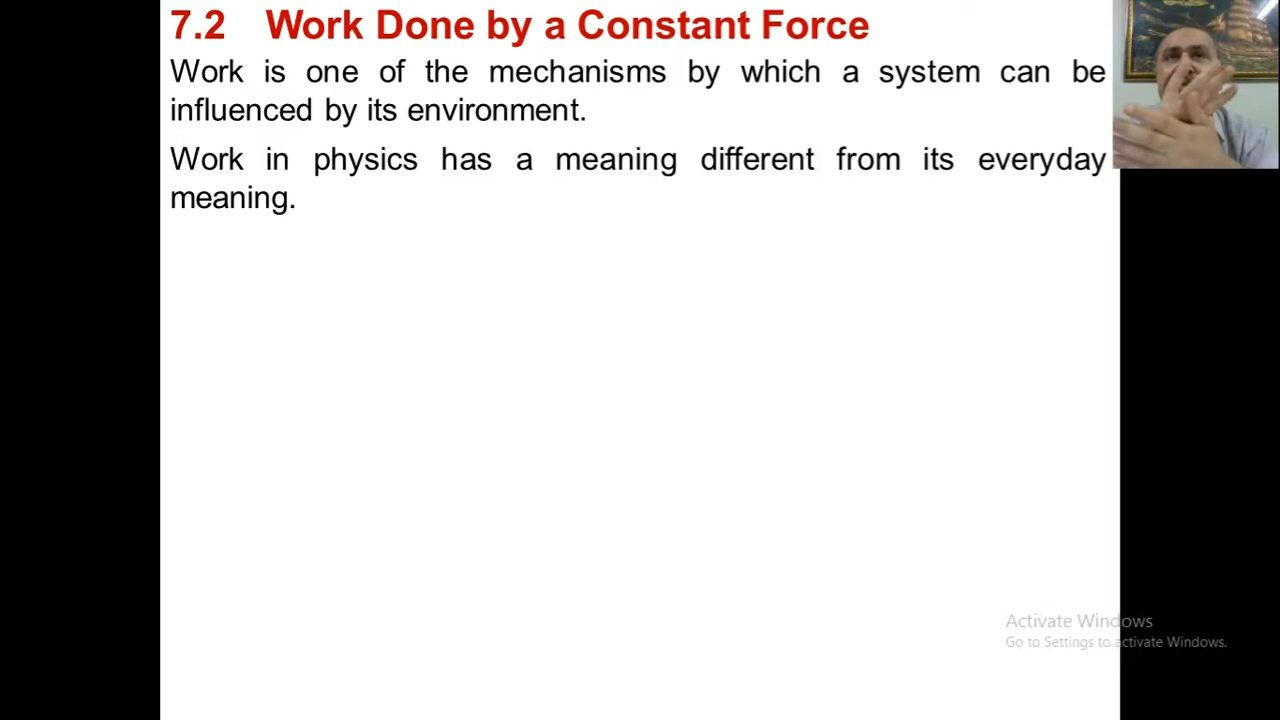 7.2 Work Done by a Constant Force
Work is one of the mechanisms by which a system can be
influenced by its environment.
Work in physics has a meaning different from its everyday
meaning.
Activate Windows
Go to Settings to activate Windows.